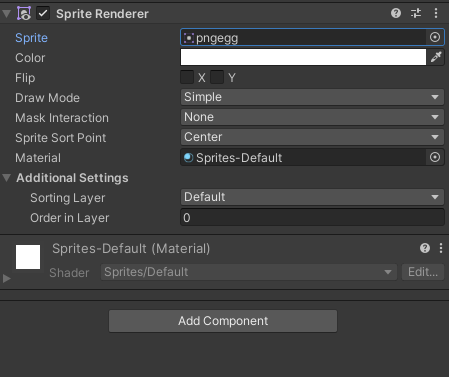 Sprite Renderer
Sprite pngegg
Color
Flip X Y
Draw Mode Simple
Mask Interaction None
Sprite Sort Point Center
Material Sprites-Default
Additional Settings
Sorting Layer Default
Order in Layer 0
Sprites-Default (Material)
Shader Sprites/Default Edit...
Add Component